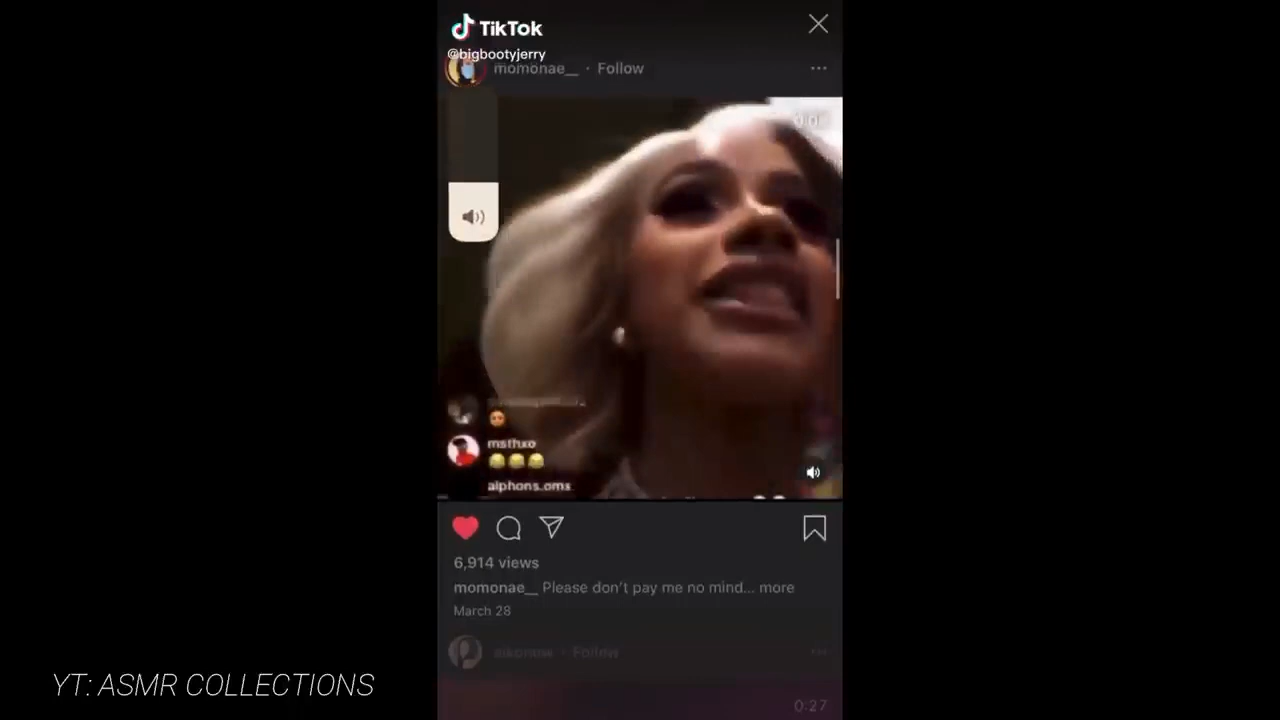 TikTok
@bigbootyjerry
momonae__ · Follow
msthxo
alphons.oms
6,914 views
momonae__ Please don't pay me no mind... more
March 28
Follow
0:27
YT: ASMR COLLECTIONS